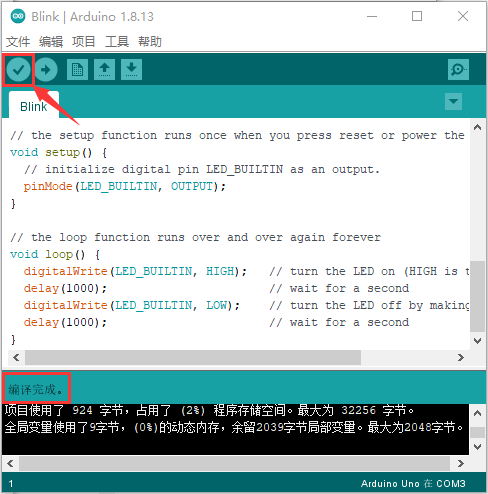 Blink | Arduino 1.8.13
文件 编辑 项目 工具 帮助
Blink
// the setup function runs once when you press reset or power the
void setup() {
  // initialize digital pin LED_BUILTIN as an output.
  pinMode(LED_BUILTIN, OUTPUT);
}

// the loop function runs over and over again forever
void loop() {
  digitalWrite(LED_BUILTIN, HIGH);   // turn the LED on (HIGH is t
  delay(1000);                       // wait for a second
  digitalWrite(LED_BUILTIN, LOW);    // turn the LED off by making
  delay(1000);                       // wait for a second
}
编译完成。
项目使用了 924 字节，占用了 (2%) 程序存储空间。最大为 32256 字节。
全局变量使用了9字节，(0%)的动态内存，余留2039字节局部变量。最大为2048字节。
1
Arduino Uno 在 COM3